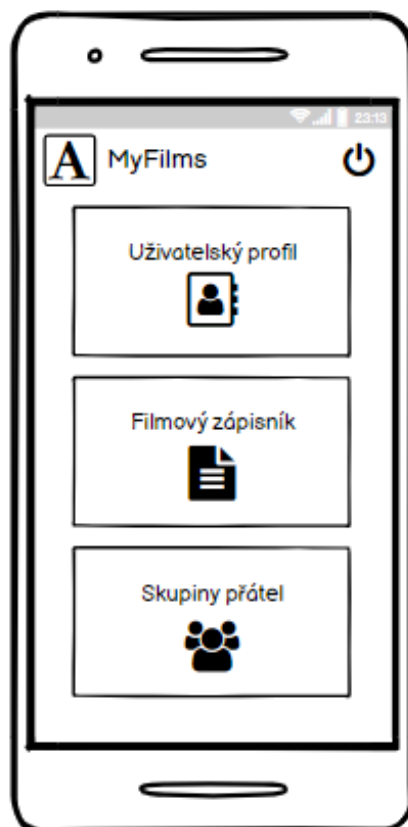 23:13
A MyFilms
Uživatelský profil
Filmový zápisník
Skupiny přátel